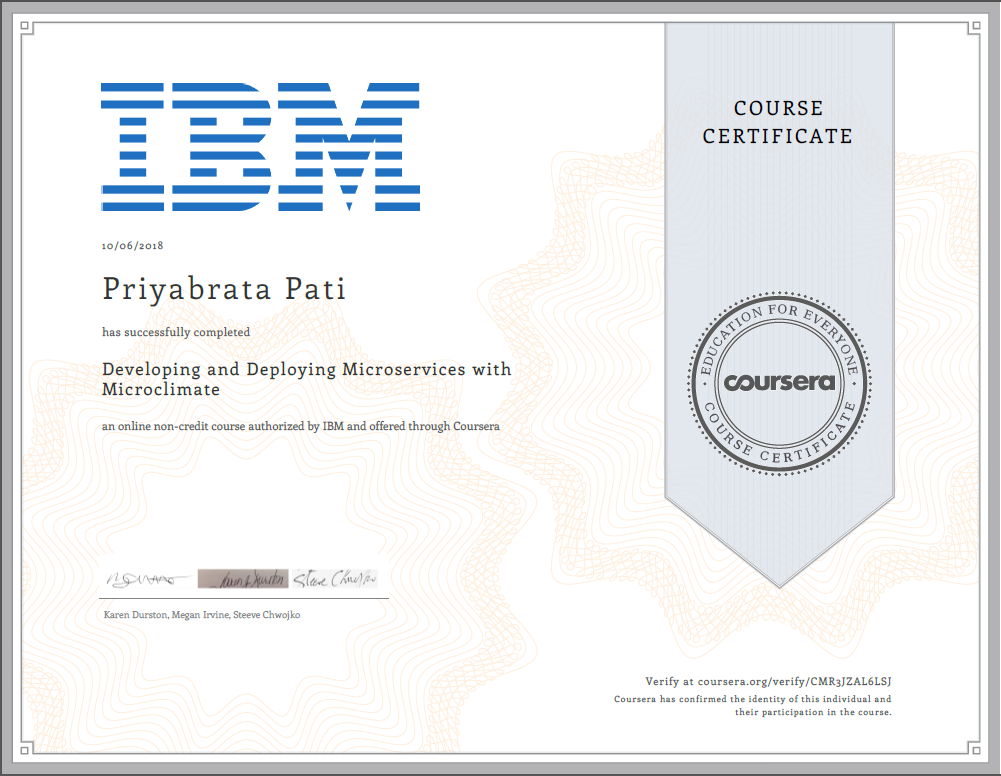 IBM
COURSE
CERTIFICATE
10/06/2018
Priyabrata Pati
has successfully completed
Developing and Deploying Microservices with
Microclimate
an online non-credit course authorized by IBM and offered through Coursera
EDUCATION FOR EVERYONE
coursera
COURSE CERTIFICATE
Steeve Chwojko
Karen Durston, Megan Irvine, Steeve Chwojko
Verify at coursera.org/verify/CMR3JZAL6LSJ
Coursera has confirmed the identity of this individual and
their participation in the course.